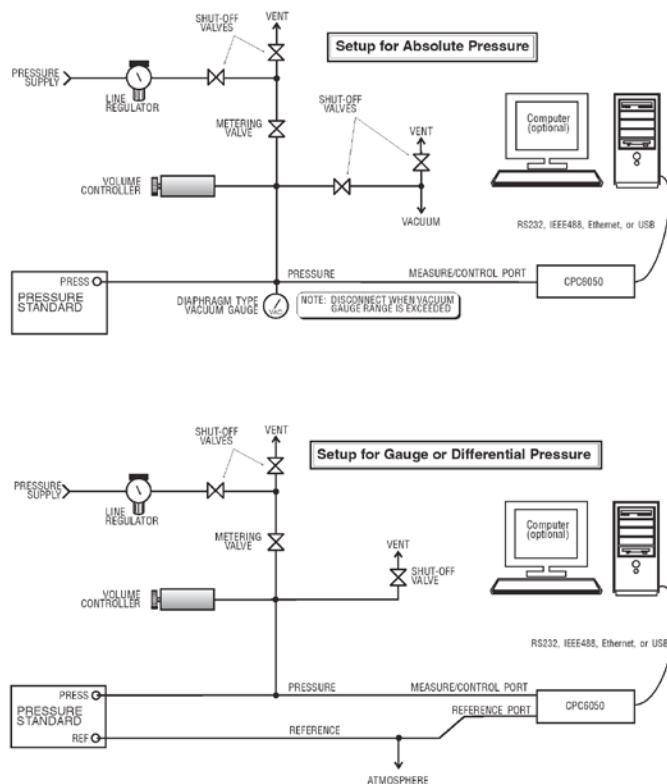 SHUT-OFF
VALVES
VENT
Setup for Absolute Pressure
PRESSURE
SUPPLY
LINE
REGULATOR
SHUT-OFF
VALVES
METERING
VALVE
VENT
Computer
(optional)
VOLUME
CONTROLLER
VACUUM
RS232, IEEE488, Ethernet, or USB
PRESS
PRESSURE
STANDARD
PRESSURE
MEASURE/CONTROL PORT
CPC6050
DIAPHRAGM TYPE
VACUUM GAUGE
VAC
NOTE: DISCONNECT WHEN VACUUM
GAUGE RANGE IS EXCEEDED
VENT
SHUT-OFF
VALVES
Setup for Gauge or Differential Pressure
PRESSURE
SUPPLY
LINE
REGULATOR
METERING
VALVE
Computer
(optional)
VENT
SHUT-OFF
VALVE
VOLUME
CONTROLLER
RS232, IEEE488, Ethernet, or USB
PRESS
PRESSURE
STANDARD
REF
PRESSURE
MEASURE/CONTROL PORT
REFERENCE PORT
CPC6050
REFERENCE
ATMOSPHERE